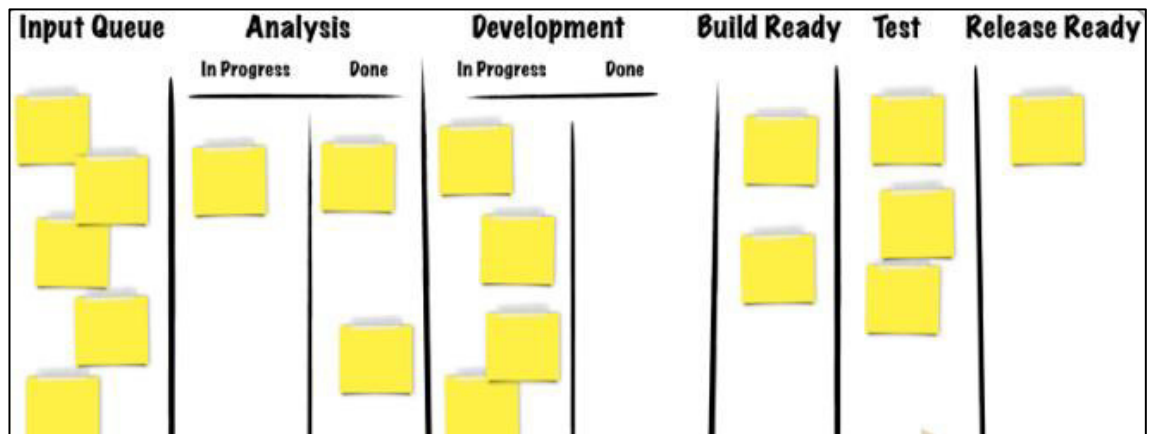 Input Queue Analysis Development Build Ready Test Release Ready
In Progress Done In Progress Done